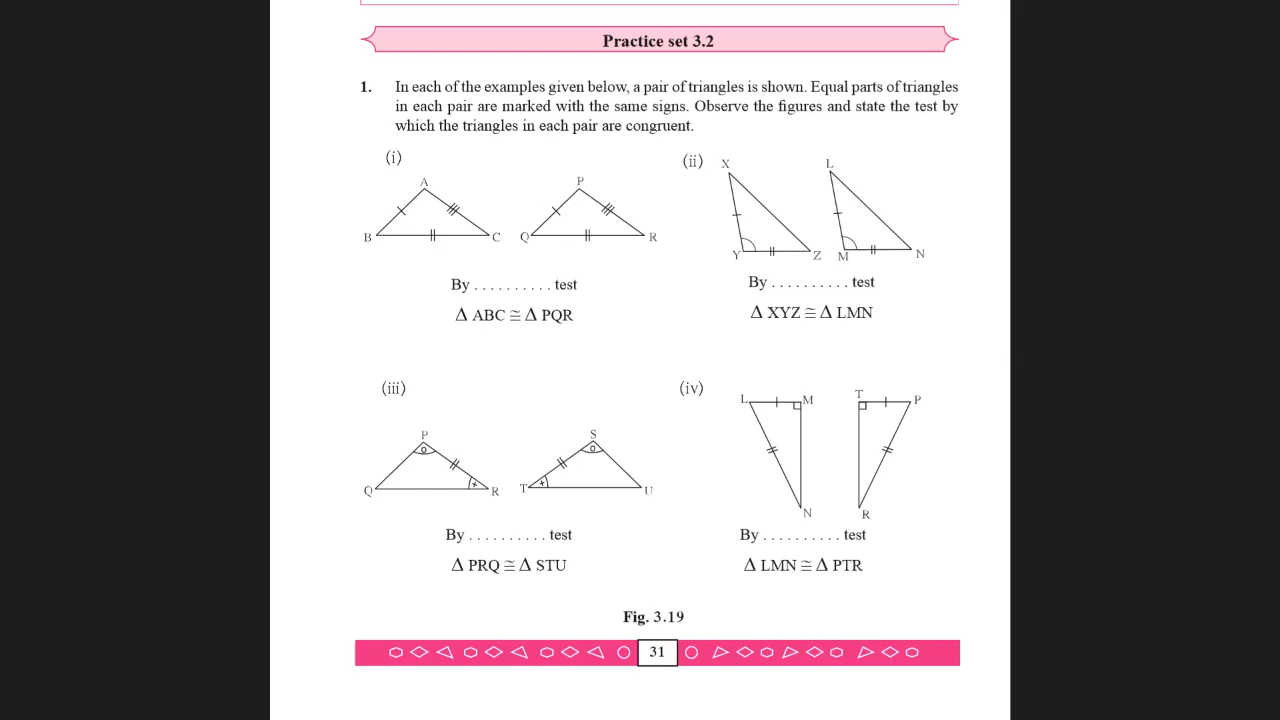 Practice set 3.2
1. In each of the examples given below, a pair of triangles is shown. Equal parts of triangles
in each pair are marked with the same signs. Observe the figures and state the test by
which the triangles in each pair are congruent.
(i)
A
B
C
P
Q
R
By . . . . . . . . . . test
Δ ABC ≅ Δ PQR
(ii)
X
Y
Z
L
M
N
By . . . . . . . . . . test
Δ XYZ ≅ Δ LMN
(iii)
P
Q
R
S
T
U
By . . . . . . . . . . test
Δ PRQ ≅ Δ STU
(iv)
L
M
N
T
P
R
By . . . . . . . . . . test
Δ LMN ≅ Δ PTR
Fig. 3.19
31